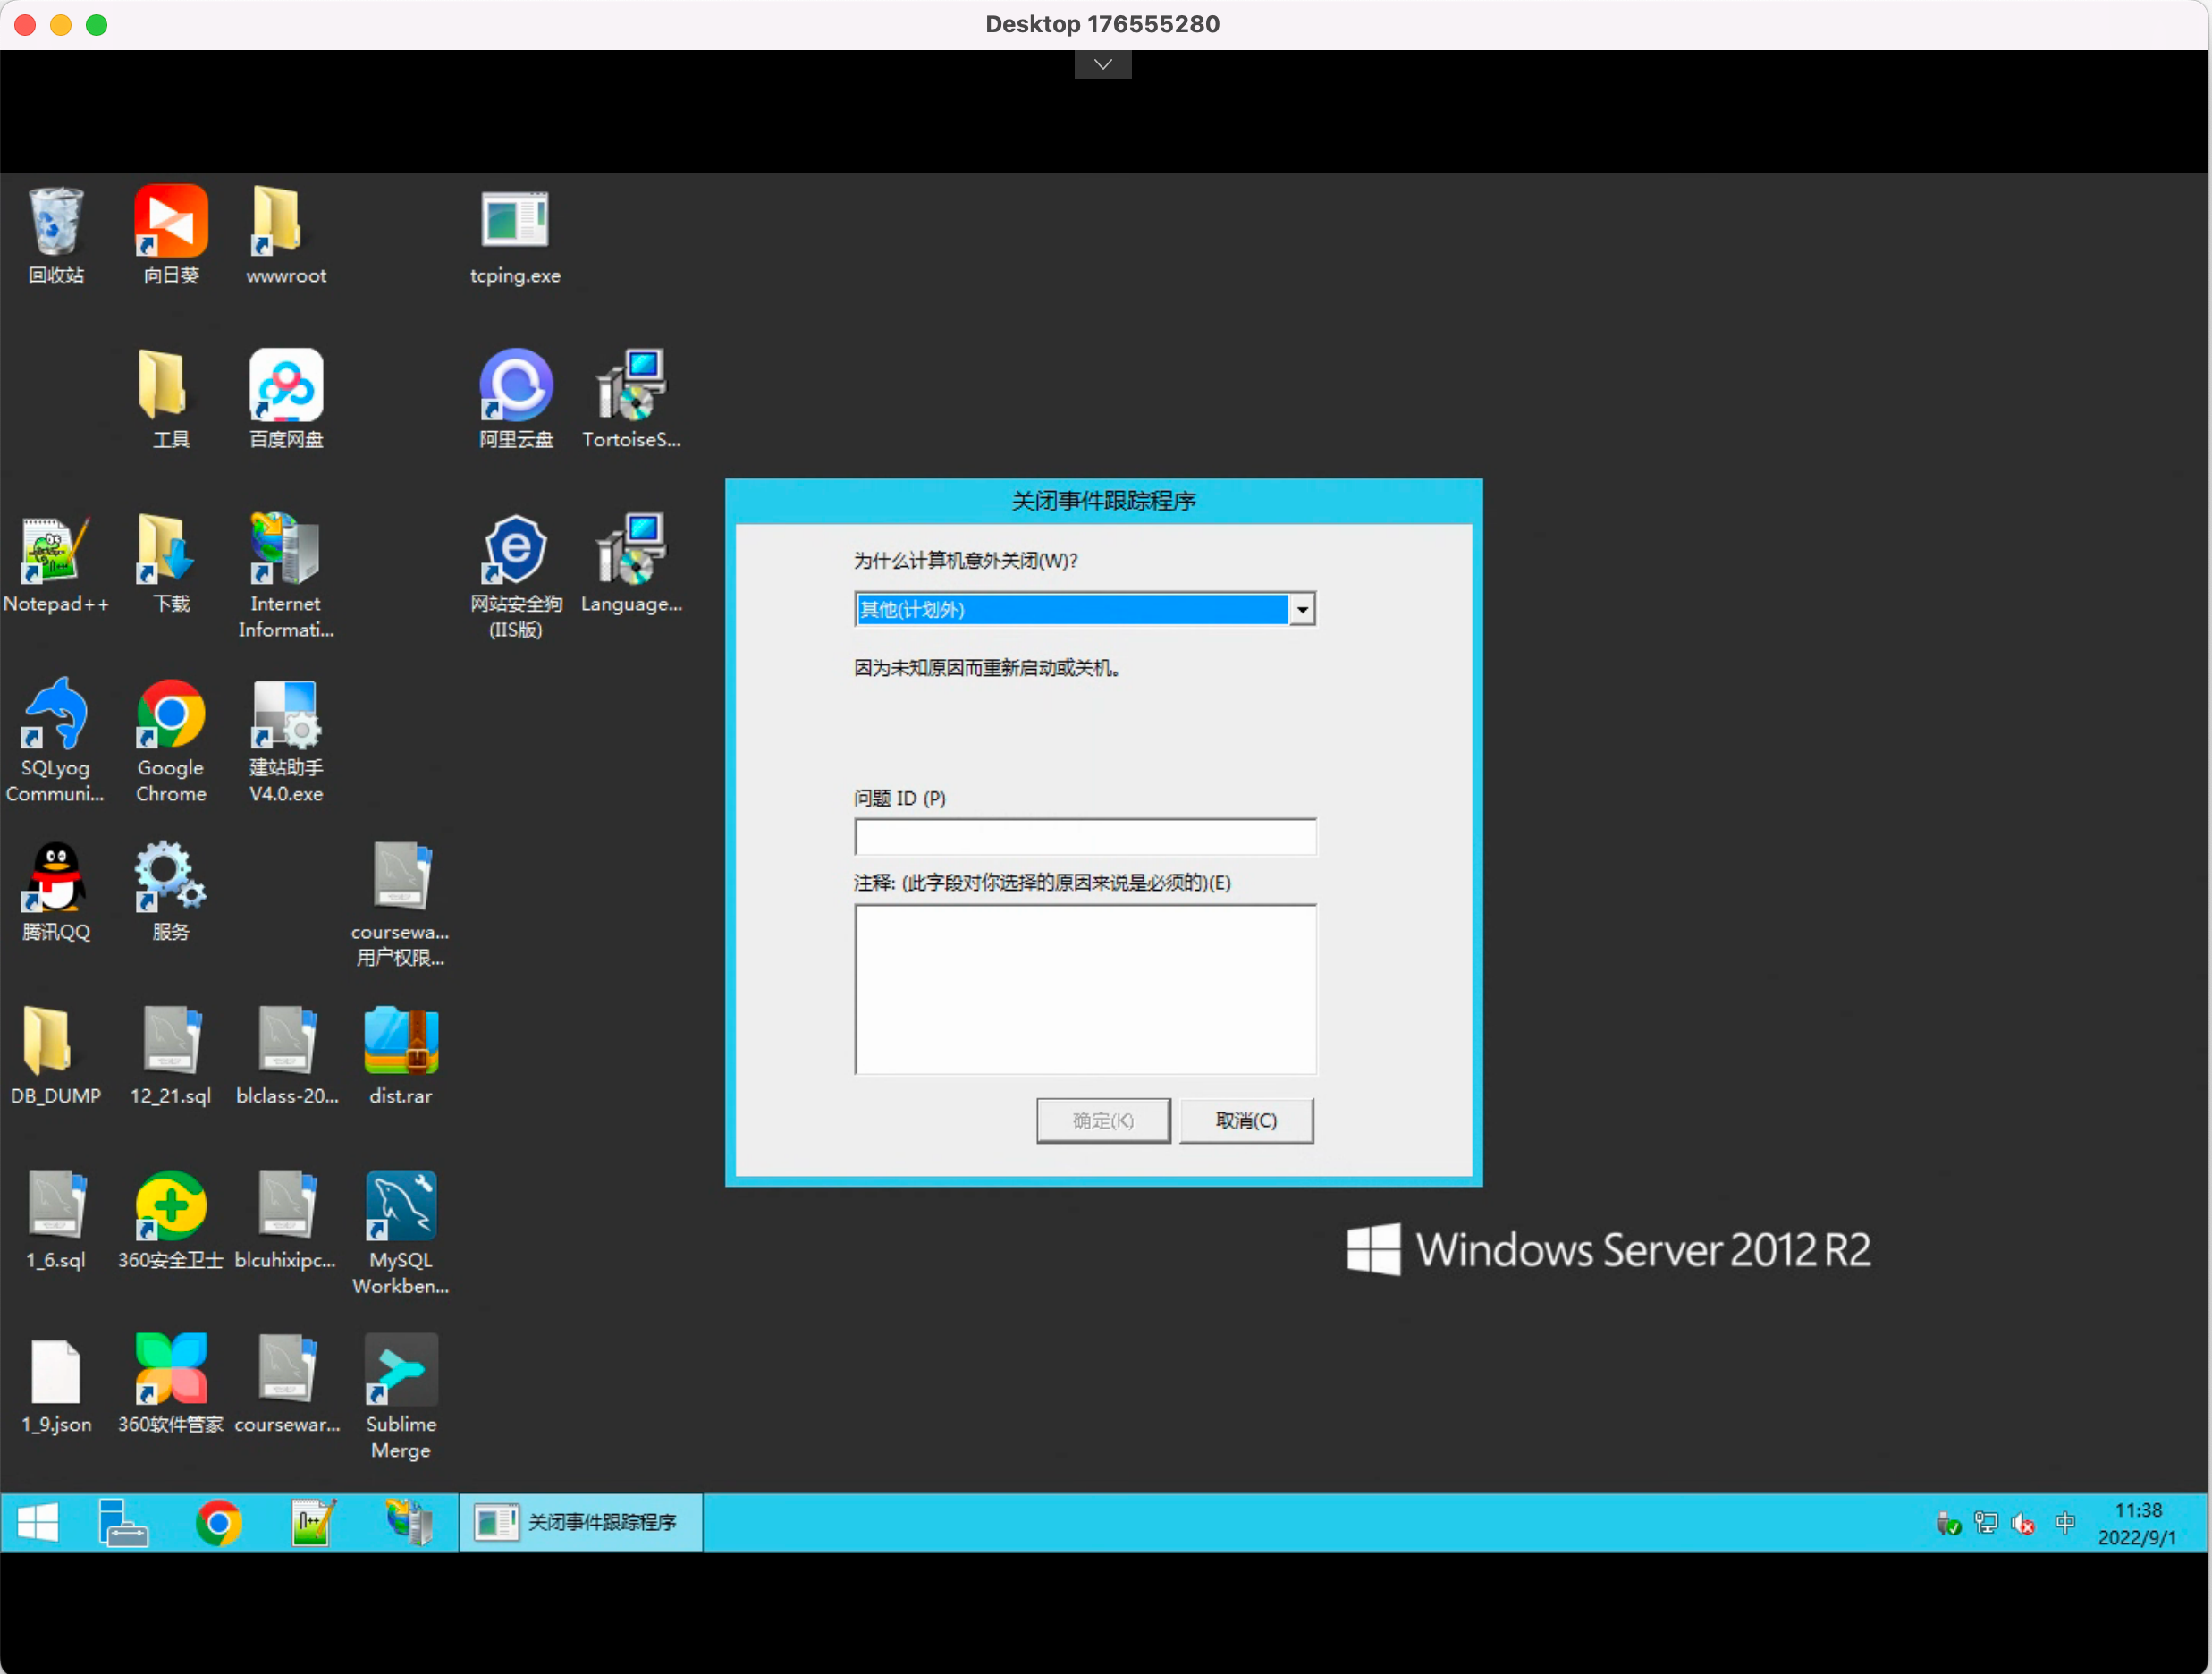 Desktop 176555280
回收站
向日葵
wwwroot
tcping.exe
工具
百度网盘
阿里云盘
TortoiseS...
Notepad++
下载
Internet
Informati...
网站安全狗
(IIS版)
Language...
SQLyog
Communi...
Google
Chrome
建站助手
V4.0.exe
腾讯QQ
服务
coursewa...
用户权限...
DB_DUMP
12_21.sql
blclass-20...
dist.rar
1_6.sql
360安全卫士
blcuhixipc...
MySQL
Workben...
1_9.json
360软件管家
coursewar...
Sublime
Merge
关闭事件跟踪程序
为什么计算机意外关闭(W)?
其他(计划外)
因为未知原因而重新启动或关机。
问题 ID (P)
注释: (此字段对你选择的原因来说是必须的)(E)
确定(K)
取消(C)
Windows Server 2012 R2
关闭事件跟踪程序
中
11:38
2022/9/1